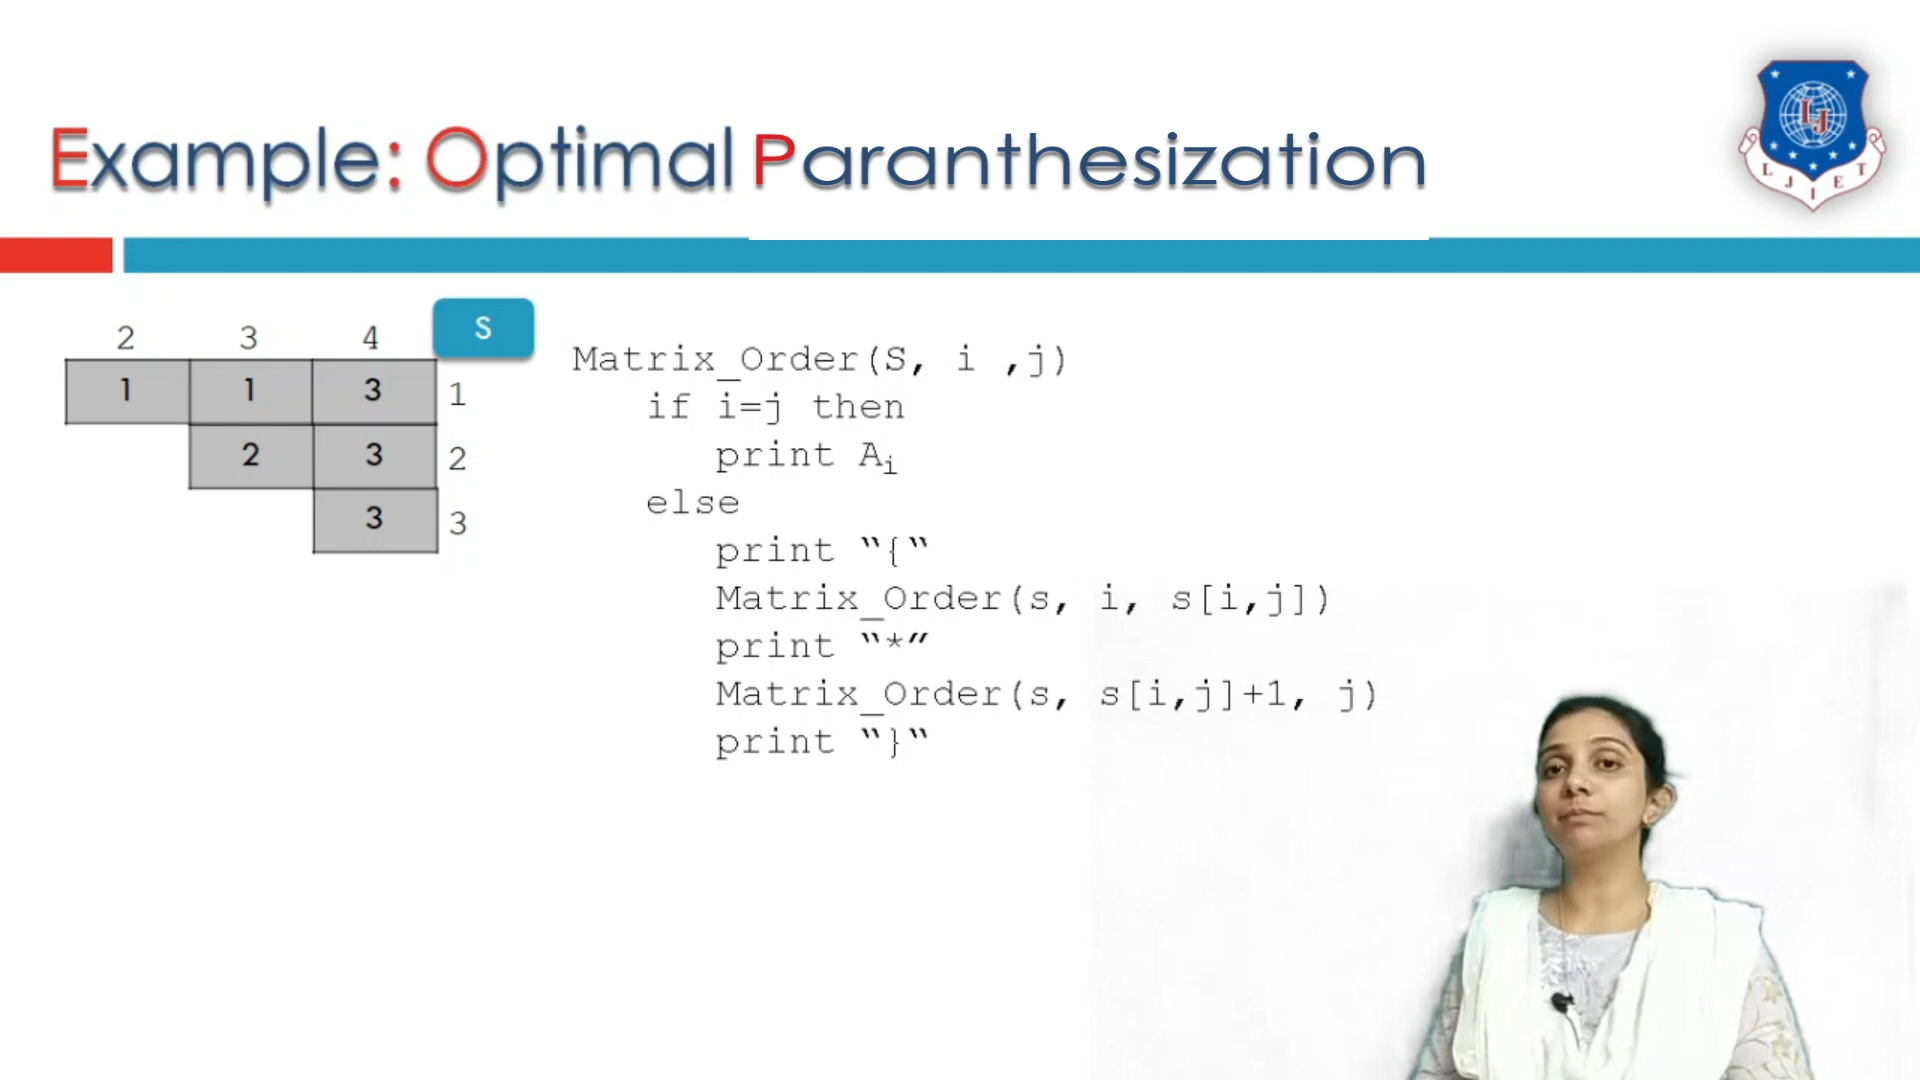 Example: Optimal Paranthesization
L J I E T
LJ
S
2 3 4
1 1 3 1
2 3 2
3 3
Matrix_Order(S, i ,j)
if i=j then
print Aᵢ
else
print “{“
Matrix_Order(s, i, s[i,j])
print “*”
Matrix_Order(s, s[i,j]+1, j)
print “}“